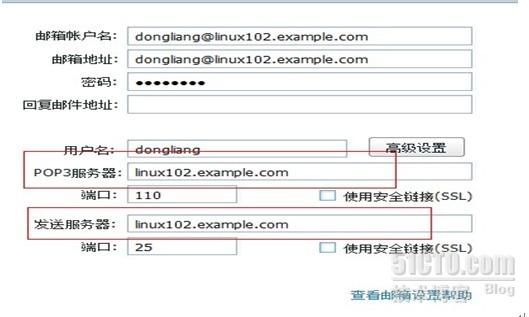 邮箱帐户名: dongliang@linux102.example.com
邮箱地址: dongliang@linux102.example.com
密码: ●●●●●●●●
回复邮件地址:
用户名: dongliang 高级设置
POP3服务器: linux102.example.com
端口: 110 使用安全链接(SSL)
发送服务器: linux102.example.com
端口: 25 使用安全链接(SSL)
51CTO.com
技术博客 Blog
查看邮箱设置帮助